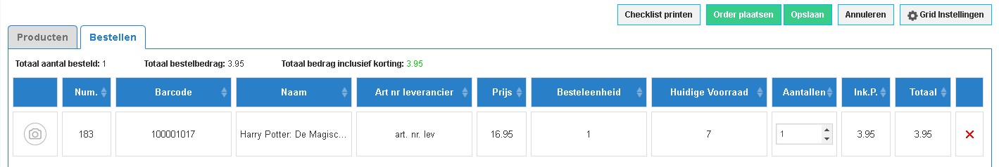 Checklist printen Order plaatsen Opslaan Annuleren Grid Instellingen
Producten Bestellen
Totaal aantal besteld: 1 Totaal bestelbedrag: 3.95 Totaal bedrag inclusief korting: 3.95
Num. Barcode Naam Art nr leverancier Prijs Besteleenheid Huidige Voorraad Aantallen Ink.P. Totaal
183 100001017 Harry Potter: De Magisc... art. nr. lev 16.95 1 7 1 3.95 3.95